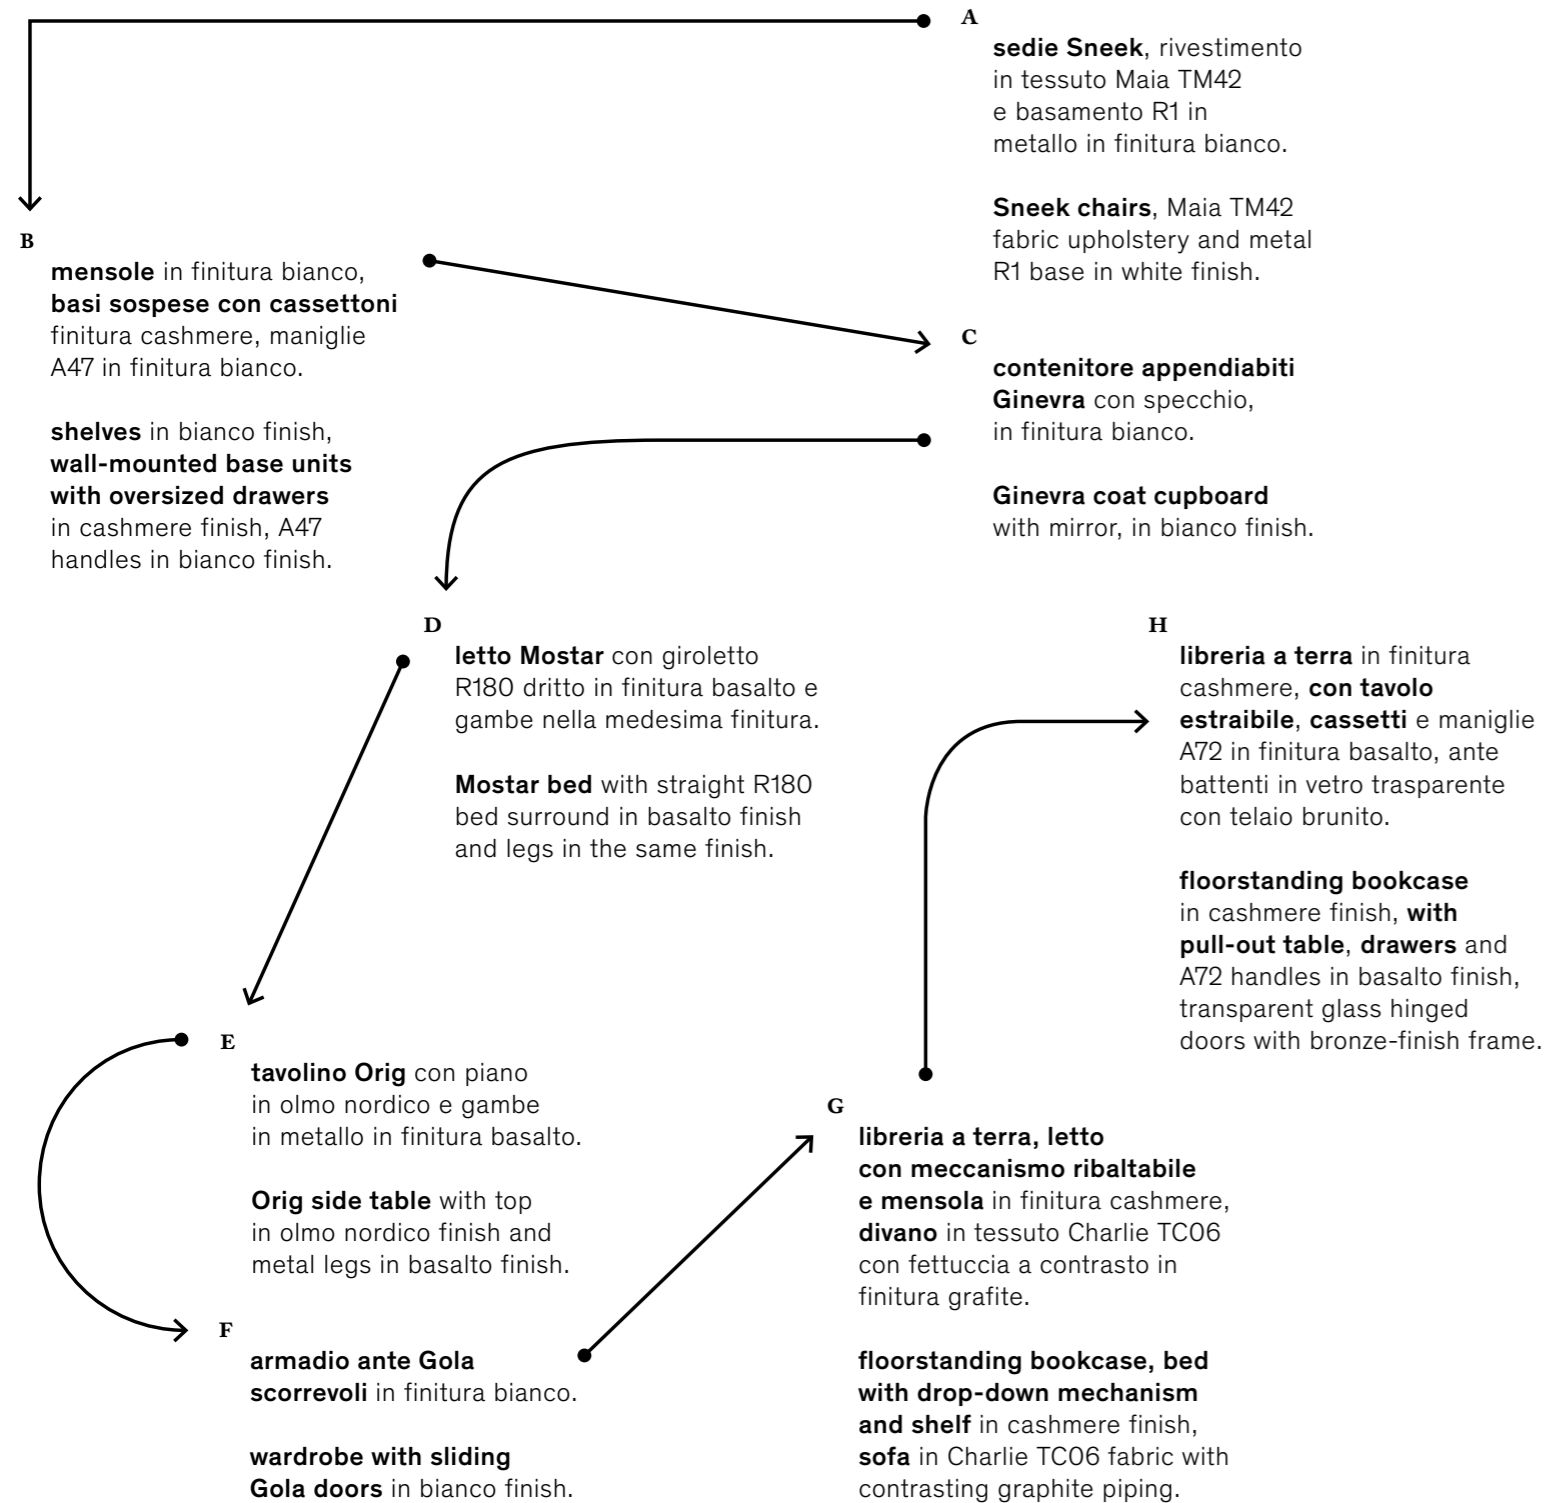 A
sedie Sneek, rivestimento
in tessuto Maia TM42
e basamento R1 in
metallo in finitura bianco.
Sneek chairs, Maia TM42
fabric upholstery and metal
R1 base in white finish.
B
mensole in finitura bianco,
basi sospese con cassettoni
finitura cashmere, maniglie
A47 in finitura bianco.
shelves in bianco finish,
wall-mounted base units
with oversized drawers
in cashmere finish, A47
handles in bianco finish.
C
contenitore appendiabiti
Ginevra con specchio,
in finitura bianco.
Ginevra coat cupboard
with mirror, in bianco finish.
D
letto Mostar con giroletto
R180 dritto in finitura basalto e
gambe nella medesima finitura.
Mostar bed with straight R180
bed surround in basalto finish
and legs in the same finish.
E
tavolino Orig con piano
in olmo nordico e gambe
in metallo in finitura basalto.
Orig side table with top
in olmo nordico finish and
metal legs in basalto finish.
F
armadio ante Gola
scorrevoli in finitura bianco.
wardrobe with sliding
Gola doors in bianco finish.
G
libreria a terra, letto
con meccanismo ribaltabile
e mensola in finitura cashmere,
divano in tessuto Charlie TC06
con fettuccia a contrasto in
finitura grafite.
floorstanding bookcase, bed
with drop-down mechanism
and shelf in cashmere finish,
sofa in Charlie TC06 fabric with
contrasting graphite piping.
H
libreria a terra in finitura
cashmere, con tavolo
estraibile, cassetti e maniglie
A72 in finitura basalto, ante
battenti in vetro trasparente
con telaio brunito.
floorstanding bookcase
in cashmere finish, with
pull-out table, drawers and
A72 handles in basalto finish,
transparent glass hinged
doors with bronze-finish frame.